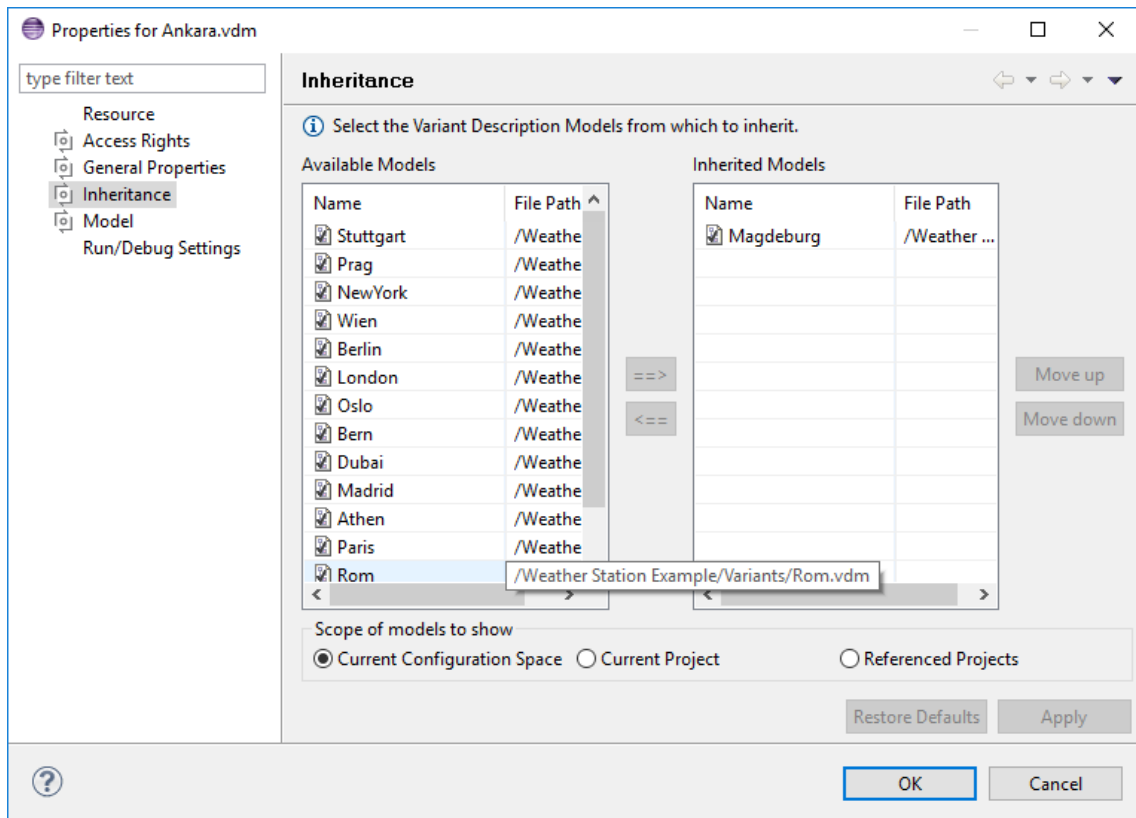 Properties for Ankara.vdm
type filter text
Resource
Access Rights
General Properties
Inheritance
Model
Run/Debug Settings
Inheritance
Select the Variant Description Models from which to inherit.
Available Models
Name File Path
Stuttgart /Weathe
Prag /Weathe
NewYork /Weathe
Wien /Weathe
Berlin /Weathe
London /Weathe
Oslo /Weathe
Bern /Weathe
Dubai /Weathe
Madrid /Weathe
Athen /Weathe
Paris /Weathe
Rom
/Weather Station Example/Variants/Rom.vdm
==>
<==
Inherited Models
Name File Path
Magdeburg /Weather ...
Move up
Move down
Scope of models to show
Current Configuration Space Current Project Referenced Projects
Restore Defaults Apply
? OK Cancel